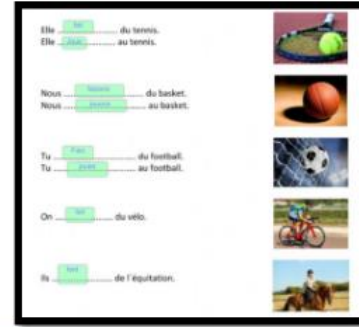 Elle ........ fait ........ du tennis.
Elle ........ joue ........ au tennis.
Nous ........ faisons ........ du basket.
Nous ........ jouons ........ au basket.
Tu ........ Fais ........ du football.
Tu ........ joues ........ au football.
On ........ fait ........ du vélo.
Ils ........ font ........ de l'équitation.